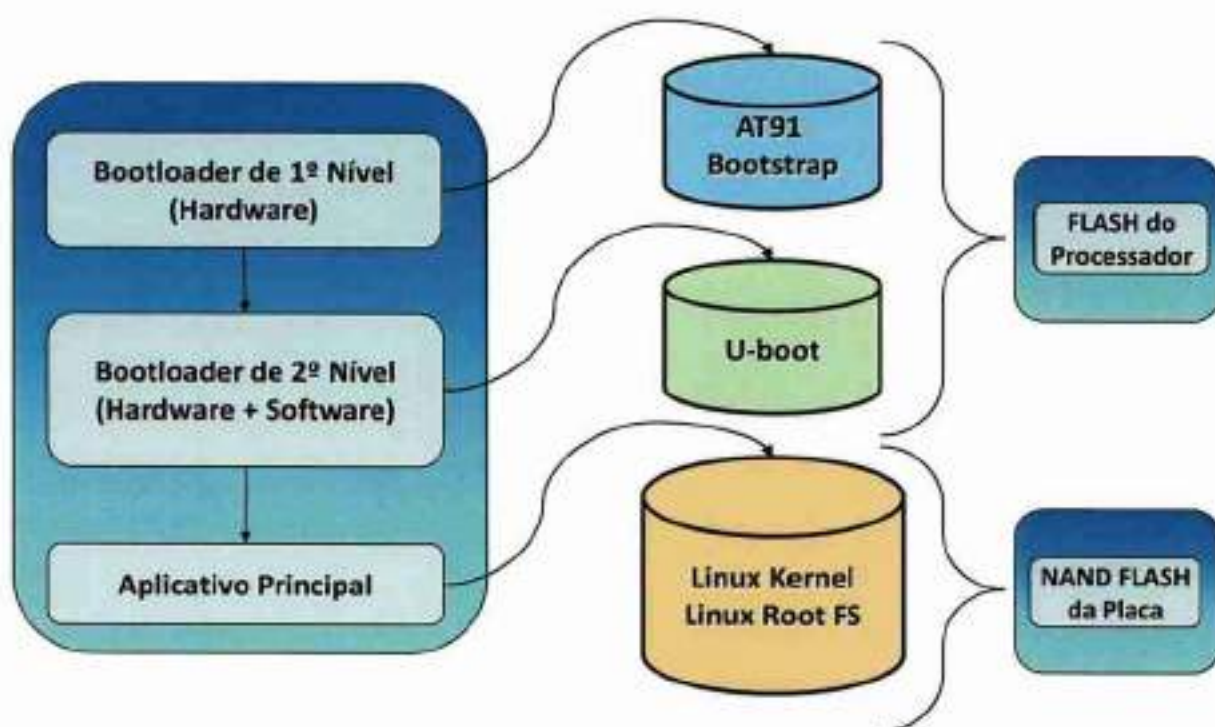 Bootloader de 1º Nível
(Hardware)
Bootloader de 2º Nível
(Hardware + Software)
Aplicativo Principal
AT91
Bootstrap
U-boot
Linux Kernel
Linux Root FS
FLASH do
Processador
NAND FLASH
da Placa